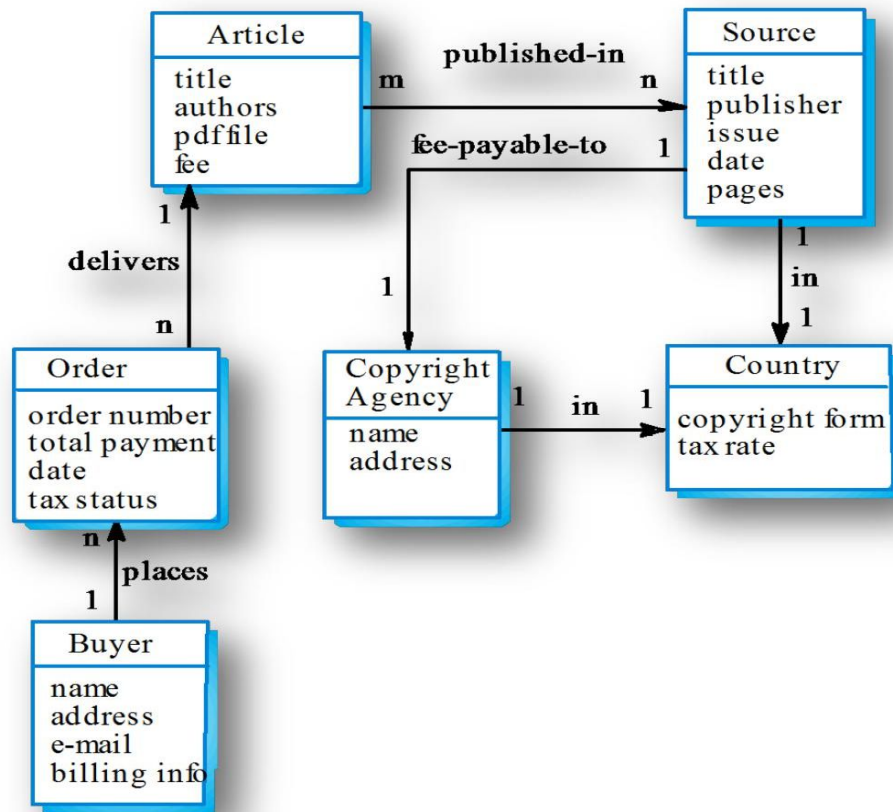 Article
title
authors
pdf file
fee
published-in
m
n
Source
title
publisher
issue
date
pages
fee-payable-to
1
1
delivers
1
n
1
in
1
Order
order number
total payment
date
tax status
Copyright
Agency
name
address
1
in
1
Country
copyright form
tax rate
n
places
1
Buyer
name
address
e-mail
billing info